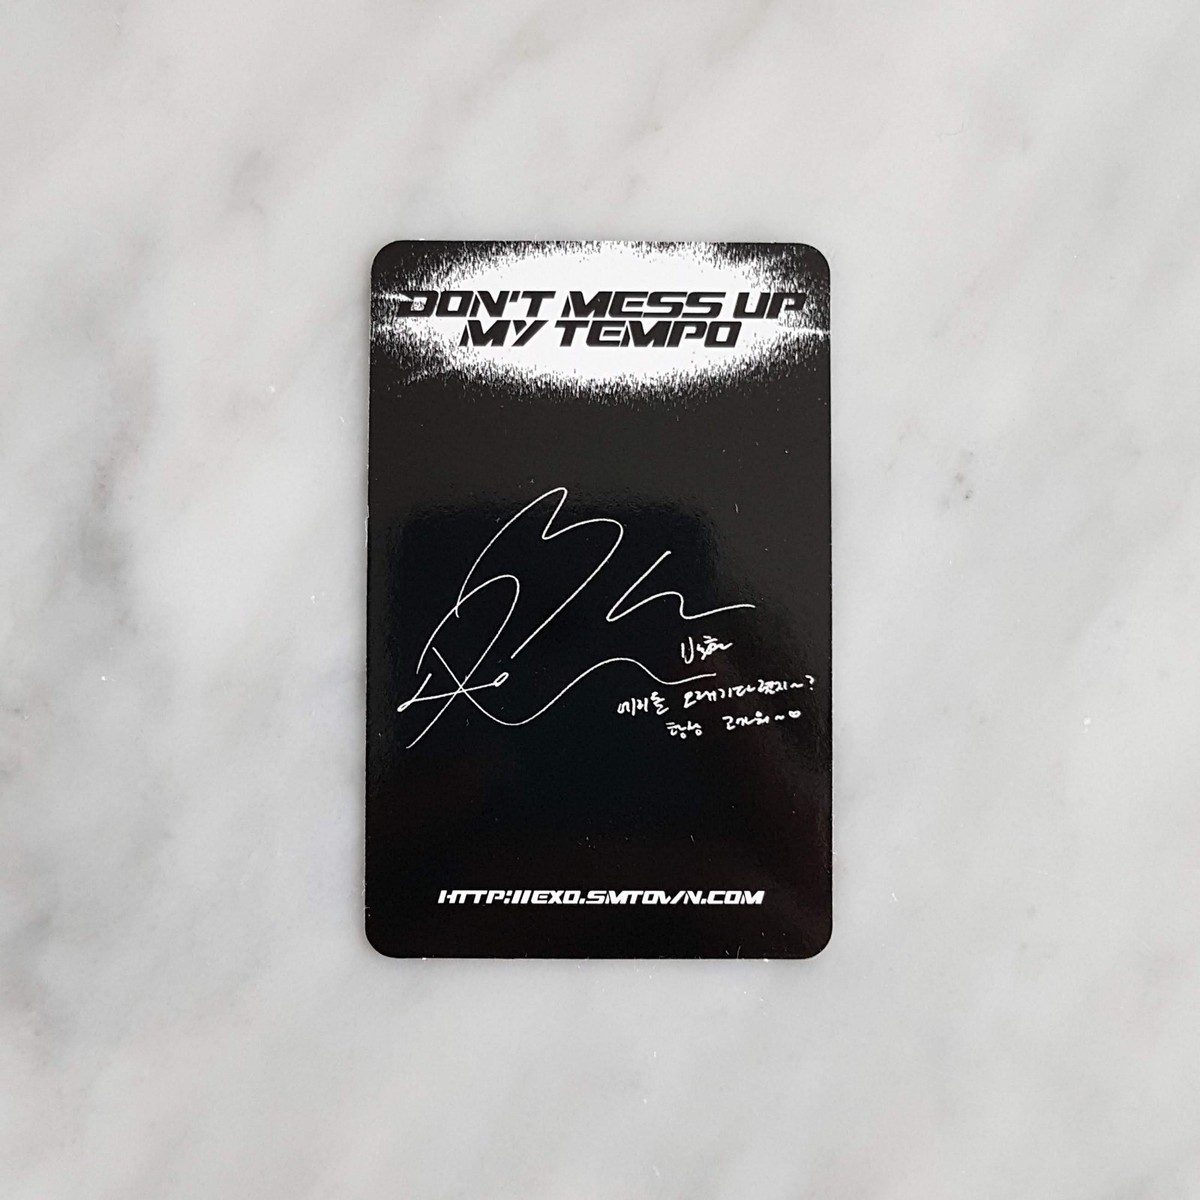 DON'T MESS UP
MY TEMPO
에리들 오래기다렸지~?
항상 고마워~♡
HTTP://EXO.SMTOWN.COM